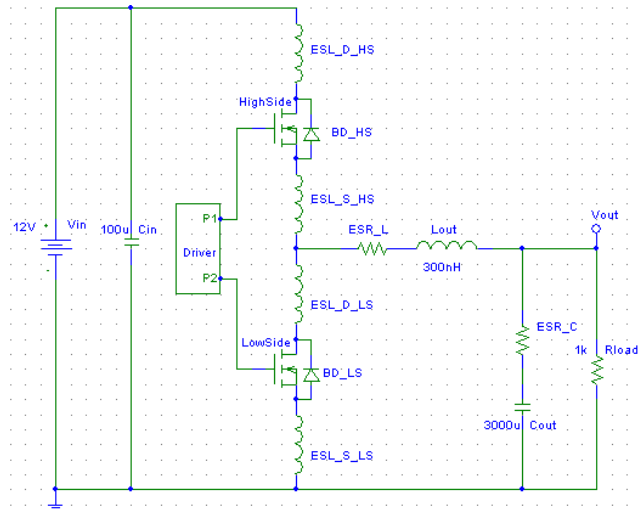 ESL_D_HS
HighSide
BD_HS
ESL_S_HS
Vout
P1
ESR_L
Lout
12V
Vin
100u
Cin
Driver
300nH
P2
ESL_D_LS
ESR_C
LowSide
1k
Rload
BD_LS
3000u
Cout
ESL_S_LS